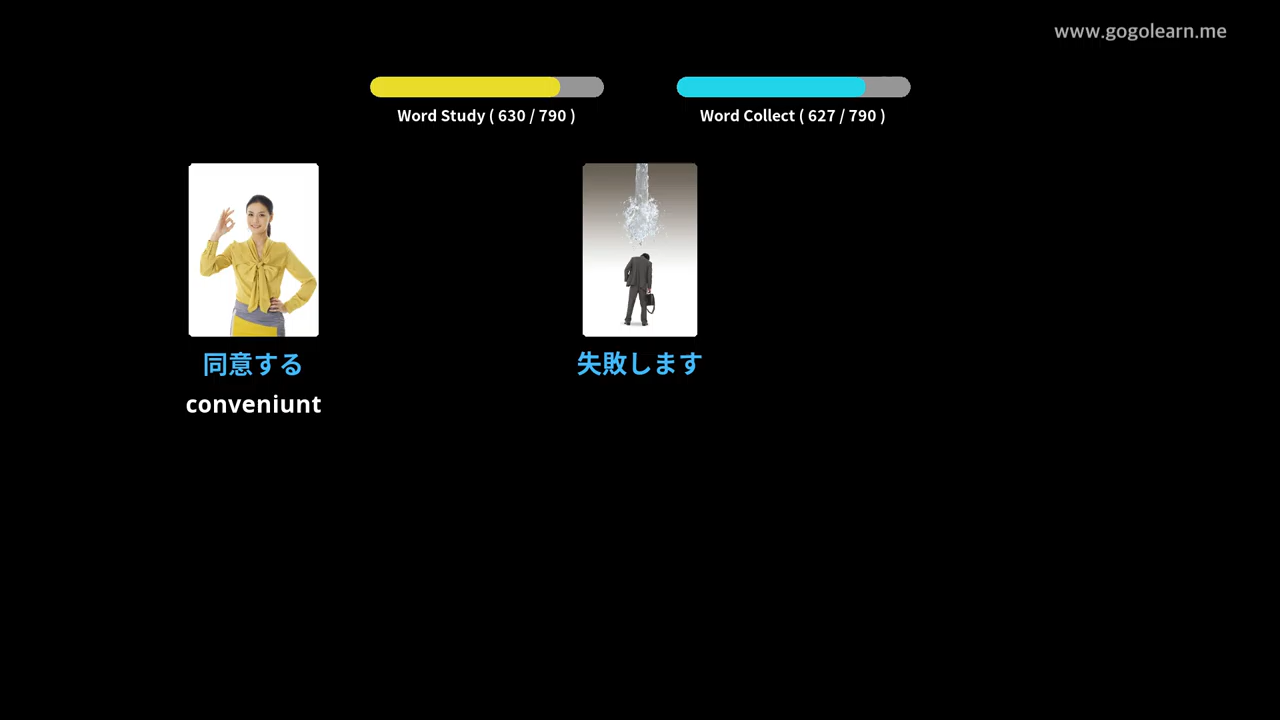 www.gogolearn.me
Word Study ( 630 / 790 )
Word Collect ( 627 / 790 )
同意する
失敗します
conveniunt